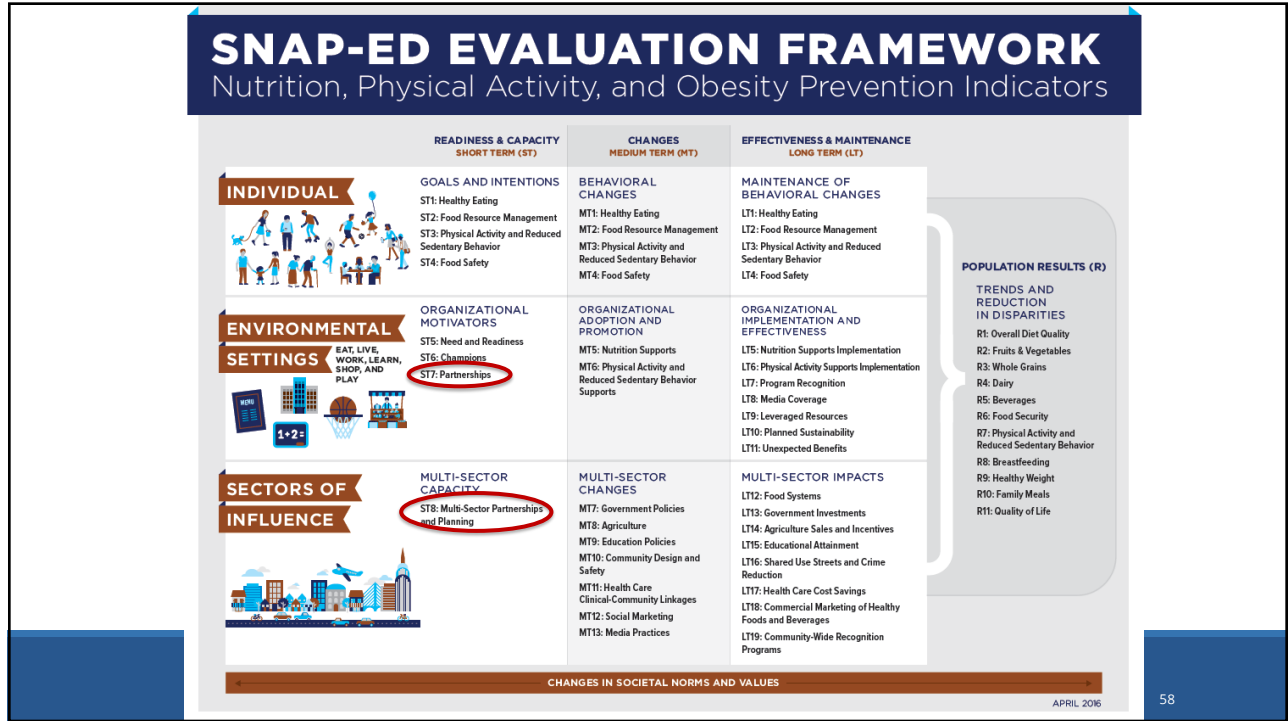 SNAP-ED EVALUATION FRAMEWORK
Nutrition, Physical Activity, and Obesity Prevention Indicators
READINESS & CAPACITY
SHORT TERM (ST)
CHANGES
MEDIUM TERM (MT)
EFFECTIVENESS & MAINTENANCE
LONG TERM (LT)
INDIVIDUAL
GOALS AND INTENTIONS
ST1: Healthy Eating
ST2: Food Resource Management
ST3: Physical Activity and Reduced
Sedentary Behavior
ST4: Food Safety
BEHAVIORAL
CHANGES
MT1: Healthy Eating
MT2: Food Resource Management
MT3: Physical Activity and
Reduced Sedentary Behavior
MT4: Food Safety
MAINTENANCE OF
BEHAVIORAL CHANGES
LT1: Healthy Eating
LT2: Food Resource Management
LT3: Physical Activity and Reduced
Sedentary Behavior
LT4: Food Safety
ENVIRONMENTAL
SETTINGS
EAT, LIVE,
WORK, LEARN,
SHOP, AND
PLAY
MENU
1+2=
ORGANIZATIONAL
MOTIVATORS
ST5: Need and Readiness
ST6: Champions
ST7: Partnerships
ORGANIZATIONAL
ADOPTION AND
PROMOTION
MT5: Nutrition Supports
MT6: Physical Activity and
Reduced Sedentary Behavior
Supports
ORGANIZATIONAL
IMPLEMENTATION AND
EFFECTIVENESS
LT5: Nutrition Supports Implementation
LT6: Physical Activity Supports Implementation
LT7: Program Recognition
LT8: Media Coverage
LT9: Leveraged Resources
LT10: Planned Sustainability
LT11: Unexpected Benefits
SECTORS OF
INFLUENCE
MULTI-SECTOR
CAPACITY
ST8: Multi-Sector Partnerships
and Planning
MULTI-SECTOR
CHANGES
MT7: Government Policies
MT8: Agriculture
MT9: Education Policies
MT10: Community Design and
Safety
MT11: Health Care
Clinical-Community Linkages
MT12: Social Marketing
MT13: Media Practices
MULTI-SECTOR IMPACTS
LT12: Food Systems
LT13: Government Investments
LT14: Agriculture Sales and Incentives
LT15: Educational Attainment
LT16: Shared Use Streets and Crime
Reduction
LT17: Health Care Cost Savings
LT18: Commercial Marketing of Healthy
Foods and Beverages
LT19: Community-Wide Recognition
Programs
POPULATION RESULTS (R)
TRENDS AND
REDUCTION
IN DISPARITIES
R1: Overall Diet Quality
R2: Fruits & Vegetables
R3: Whole Grains
R4: Dairy
R5: Beverages
R6: Food Security
R7: Physical Activity and
Reduced Sedentary Behavior
R8: Breastfeeding
R9: Healthy Weight
R10: Family Meals
R11: Quality of Life
CHANGES IN SOCIETAL NORMS AND VALUES
APRIL 2016
58